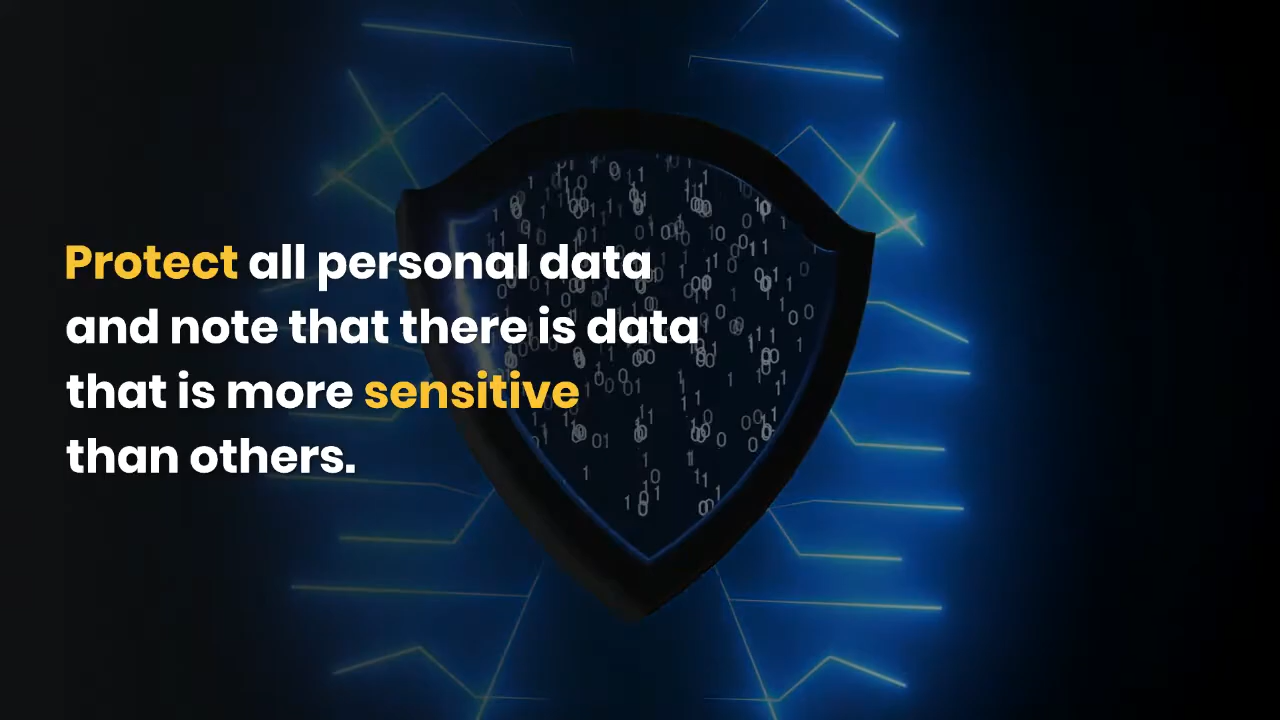 Protect all personal data
and note that there is data
that is more sensitive
than others.